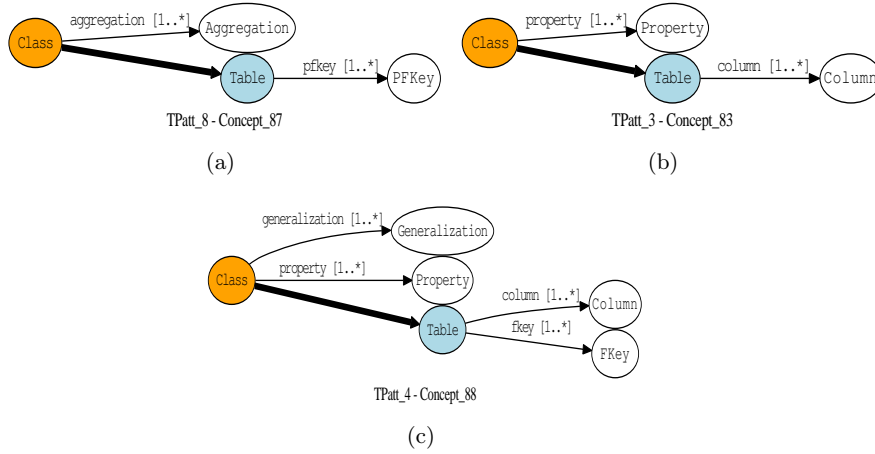 aggregation [1..*]
Aggregation
Class
Table
pfkey [1..*]
PFKey
TPatt_8 - Concept_87
(a)
property [1..*]
Property
Class
Table
column [1..*]
Column
TPatt_3 - Concept_83
(b)
generalization [1..*]
Generalization
Class
property [1..*]
Property
Table
column [1..*]
Column
fkey [1..*]
FKey
TPatt_4 - Concept_88
(c)